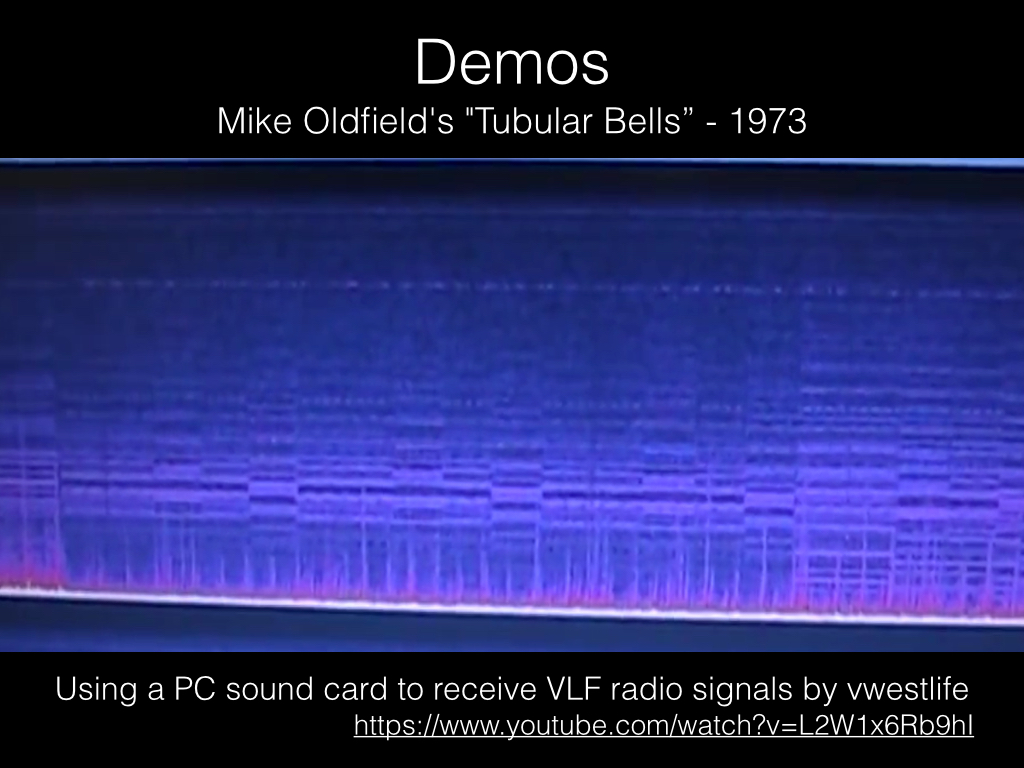 Demos
Mike Oldfield's "Tubular Bells” - 1973
Using a PC sound card to receive VLF radio signals by vwestlife
https://www.youtube.com/watch?v=L2W1x6Rb9hI